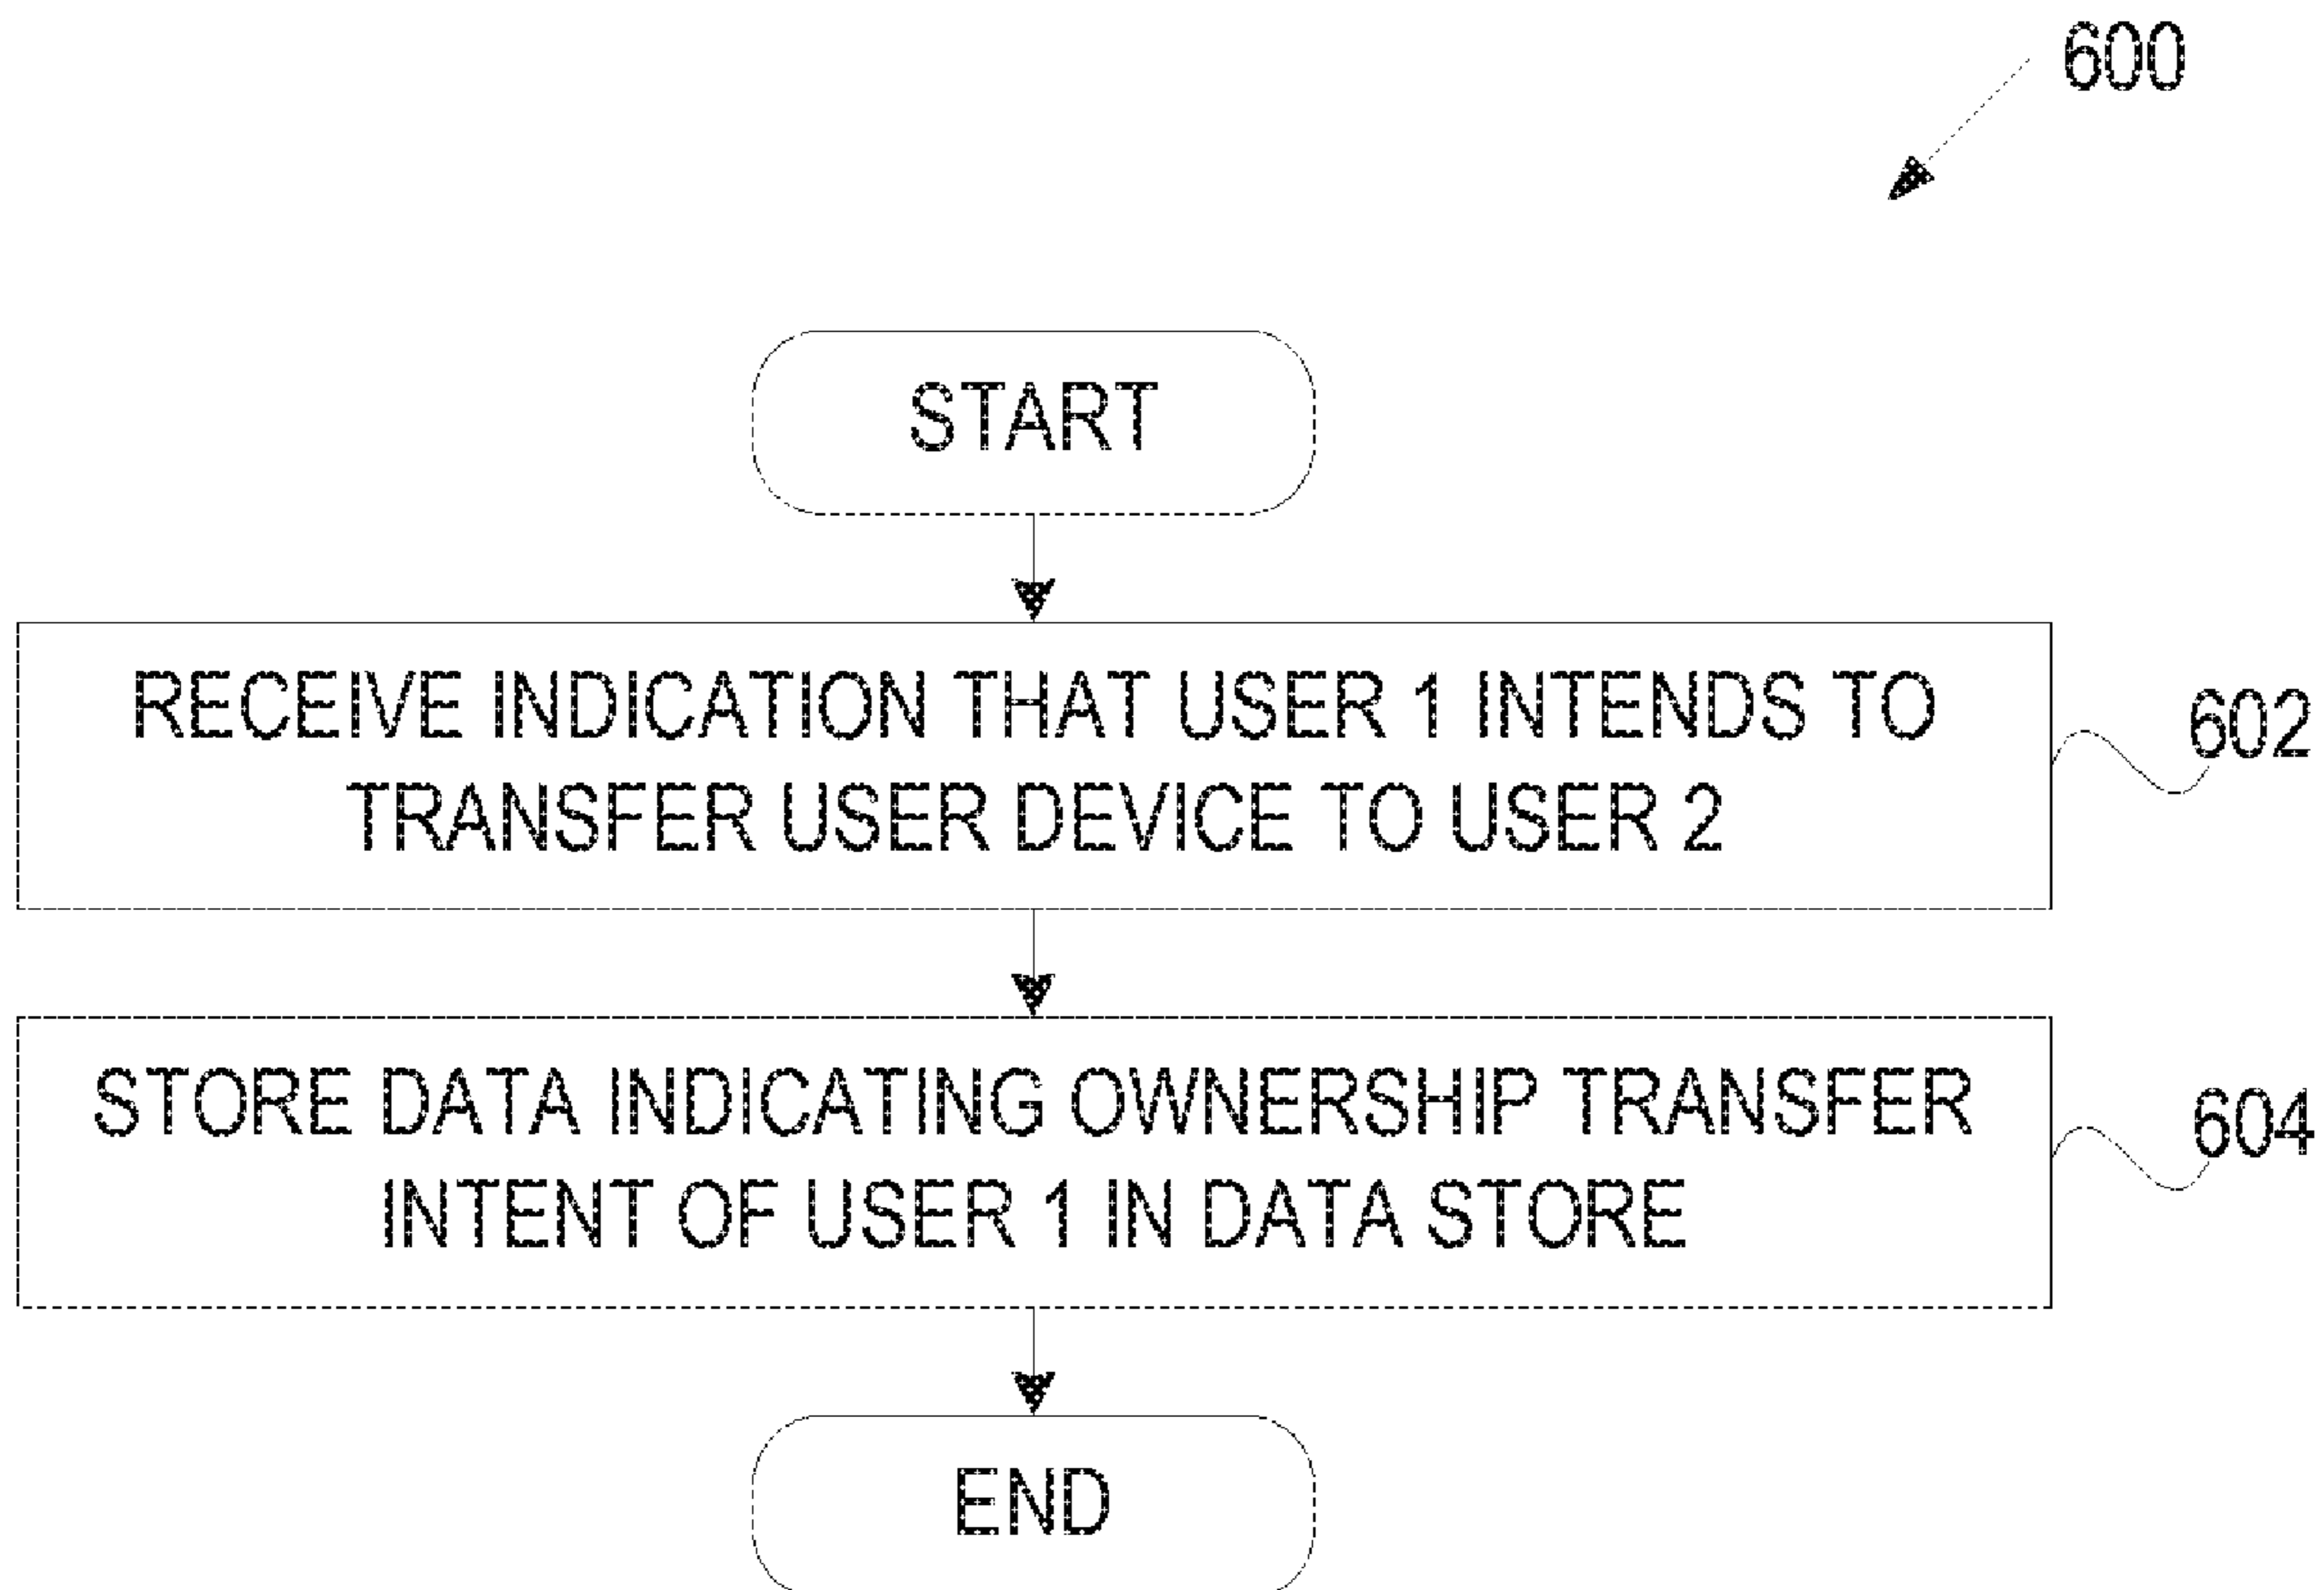 600
START
RECEIVE INDICATION THAT USER 1 INTENDS TO
TRANSFER USER DEVICE TO USER 2
602
STORE DATA INDICATING OWNERSHIP TRANSFER
INTENT OF USER 1 IN DATA STORE
604
END